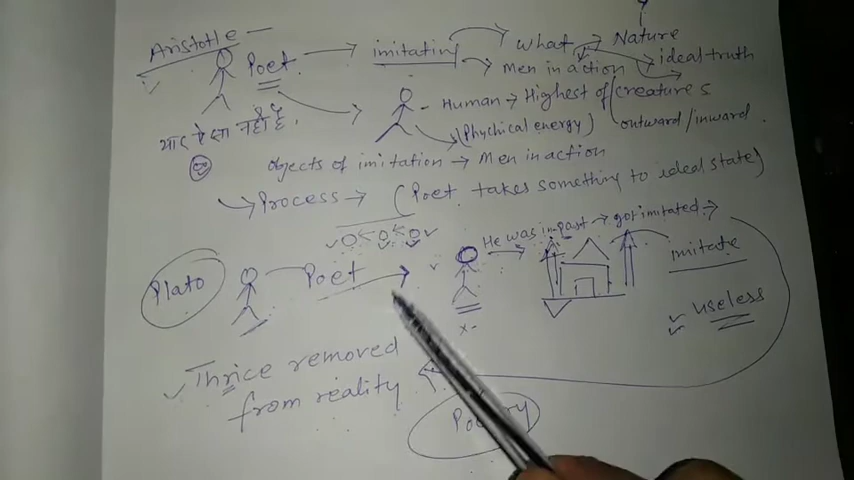 Aristotle —
Poet → imitating → what → Nature
Men in action → ideal truth
Human → Highest of creatures
(Phychical energy) outward/inward.
नहीं है.
objects of imitation → Men in action
Process → (Poet takes something to ideal state)
He was in past → got imitated →
Plato Poet → imitate
useless
Thrice removed
from reality